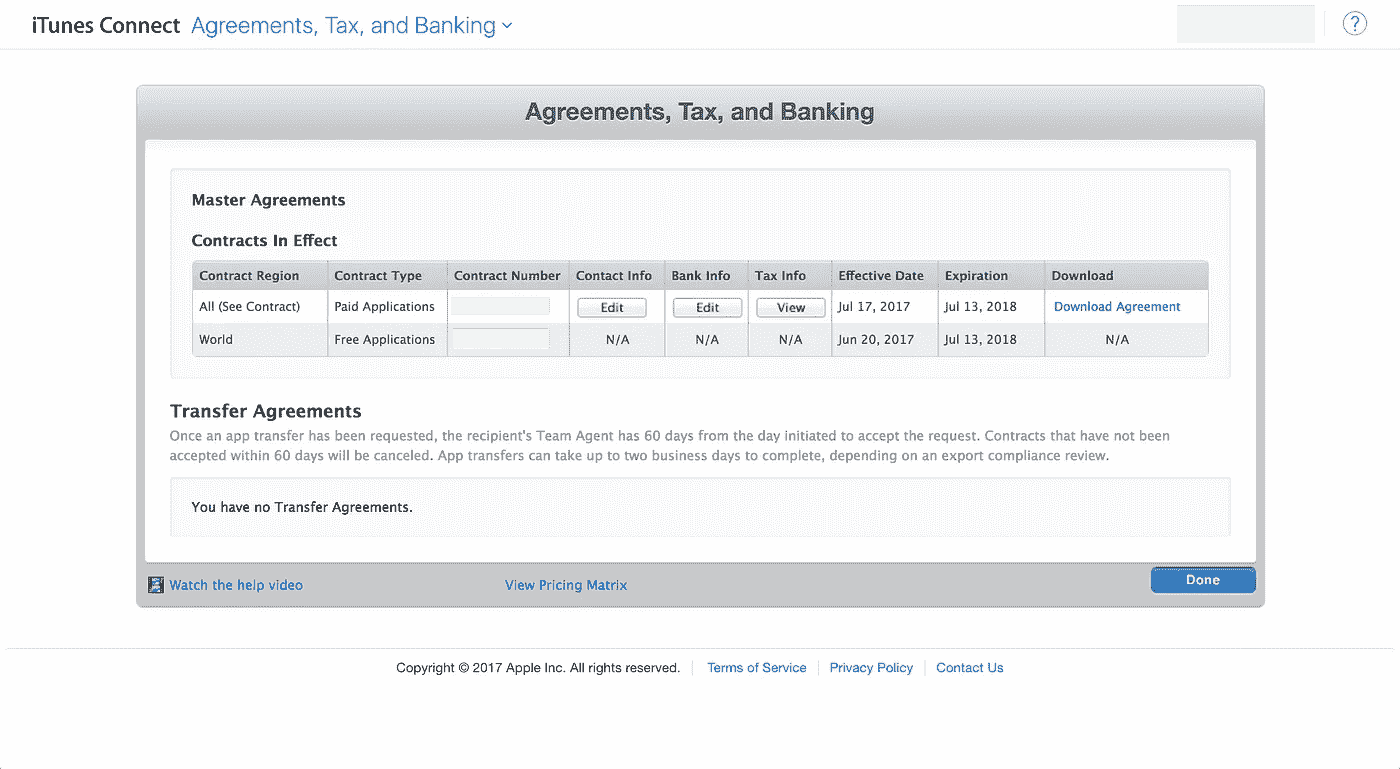 iTunes Connect Agreements, Tax, and Banking
?
Agreements, Tax, and Banking
Master Agreements
Contracts In Effect
Contract Region Contract Type Contract Number Contact Info Bank Info Tax Info Effective Date Expiration Download
All (See Contract) Paid Applications Edit Edit View Jul 17, 2017 Jul 13, 2018 Download Agreement
World Free Applications N/A N/A N/A Jun 20, 2017 Jul 13, 2018 N/A
Transfer Agreements
Once an app transfer has been requested, the recipient's Team Agent has 60 days from the day initiated to accept the request. Contracts that have not been
accepted within 60 days will be canceled. App transfers can take up to two business days to complete, depending on an export compliance review.
You have no Transfer Agreements.
Watch the help video View Pricing Matrix Done
Copyright © 2017 Apple Inc. All rights reserved. Terms of Service Privacy Policy Contact Us